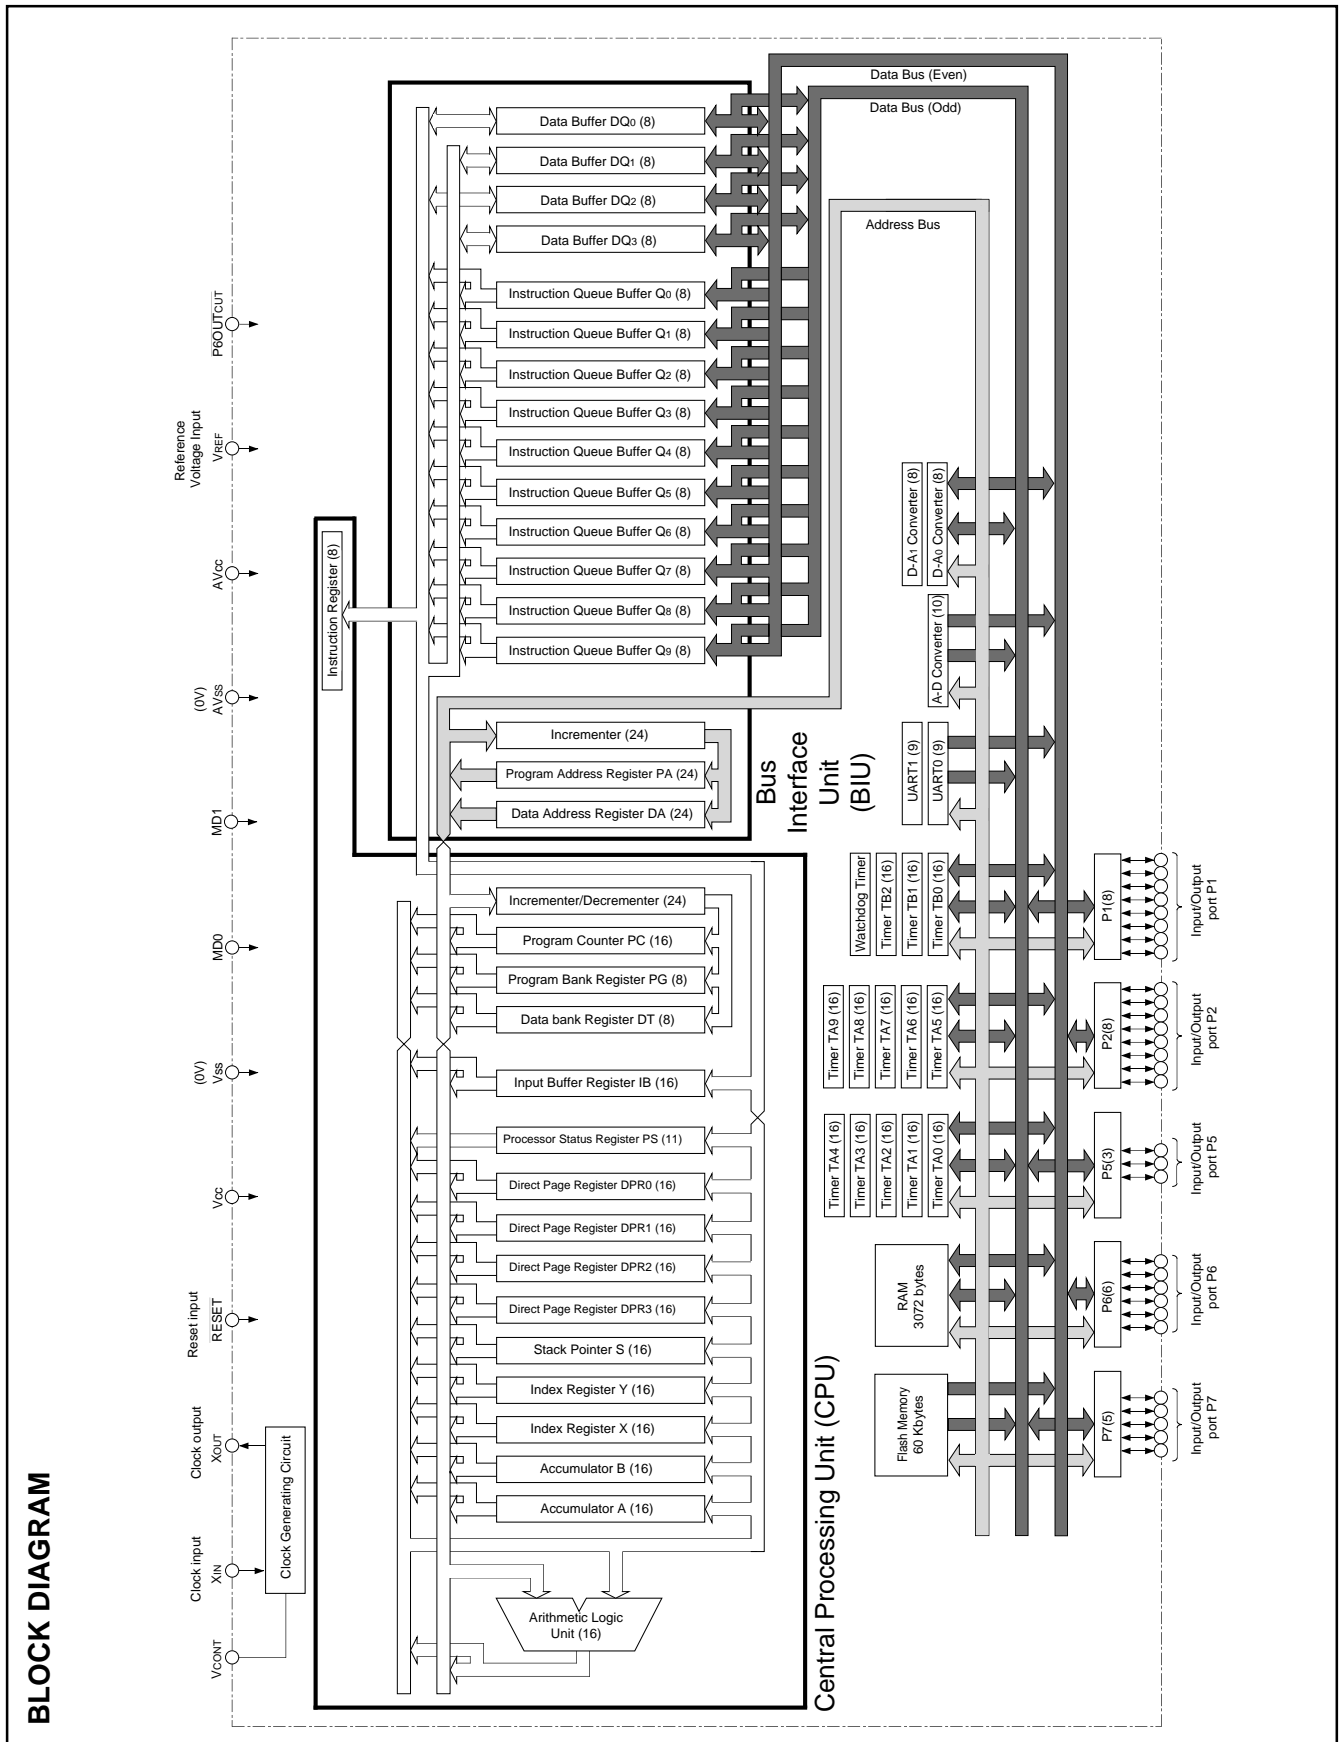 BLOCK DIAGRAM
Data Bus (Even)
Data Bus (Odd)
Address Bus
Data Buffer DQ0 (8)
Data Buffer DQ1 (8)
Data Buffer DQ2 (8)
Data Buffer DQ3 (8)
Instruction Queue Buffer Q0 (8)
Instruction Queue Buffer Q1 (8)
Instruction Queue Buffer Q2 (8)
Instruction Queue Buffer Q3 (8)
Instruction Queue Buffer Q4 (8)
Instruction Queue Buffer Q5 (8)
Instruction Queue Buffer Q6 (8)
Instruction Queue Buffer Q7 (8)
Instruction Queue Buffer Q8 (8)
Instruction Queue Buffer Q9 (8)
Incrementer (24)
Program Address Register PA (24)
Data Address Register DA (24)
Bus
Interface
Unit
(BIU)
Instruction Register (8)
Incrementer/Decrementer (24)
Program Counter PC (16)
Program Bank Register PG (8)
Data bank Register DT (8)
Input Buffer Register IB (16)
Processor Status Register PS (11)
Direct Page Register DPR0 (16)
Direct Page Register DPR1 (16)
Direct Page Register DPR2 (16)
Direct Page Register DPR3 (16)
Stack Pointer S (16)
Index Register Y (16)
Index Register X (16)
Accumulator B (16)
Accumulator A (16)
Arithmetic Logic
Unit (16)
Central Processing Unit (CPU)
P6OUTCUT
Reference
Voltage Input
VREF
AVcc
(0V)
AVss
MD1
MD0
(0V)
Vss
Vcc
Reset input
RESET
Clock output
XOUT
Clock input
XIN
VCONT
Clock Generating Circuit
D-A1 Converter (8)
D-A0 Converter (8)
A-D Converter (10)
UART1 (9)
UART0 (9)
Watchdog Timer
Timer TB2 (16)
Timer TB1 (16)
Timer TB0 (16)
Timer TA9 (16)
Timer TA8 (16)
Timer TA7 (16)
Timer TA6 (16)
Timer TA5 (16)
Timer TA4 (16)
Timer TA3 (16)
Timer TA2 (16)
Timer TA1 (16)
Timer TA0 (16)
RAM
3072 bytes
Flash Memory
60 Kbytes
P1(8)
Input/Output
port P1
P2(8)
Input/Output
port P2
P5(3)
Input/Output
port P5
P6(6)
Input/Output
port P6
P7(5)
Input/Output
port P7